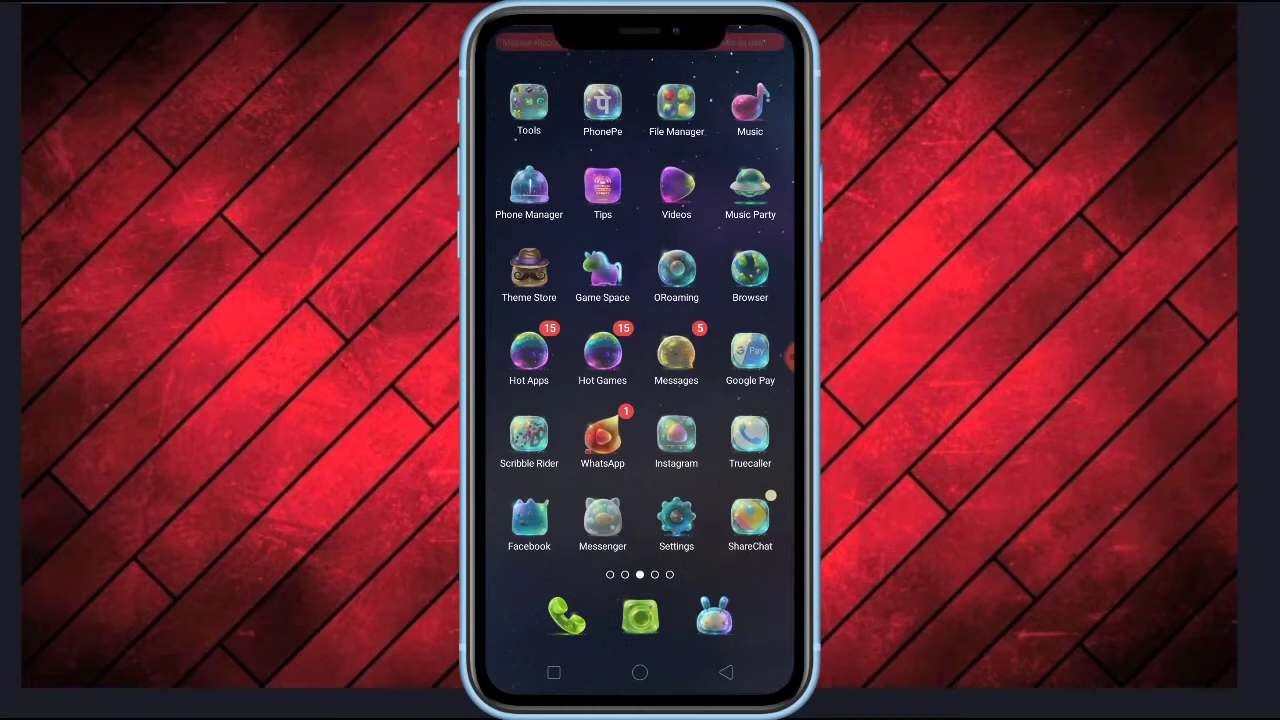 Tools PhonePe File Manager Music
Phone Manager Tips Videos Music Party
Theme Store Game Space ORoaming Browser
15 15 5
Hot Apps Hot Games Messages Google Pay
1
Scribble Rider WhatsApp Instagram Truecaller
Facebook Messenger Settings ShareChat
पे
G Pay